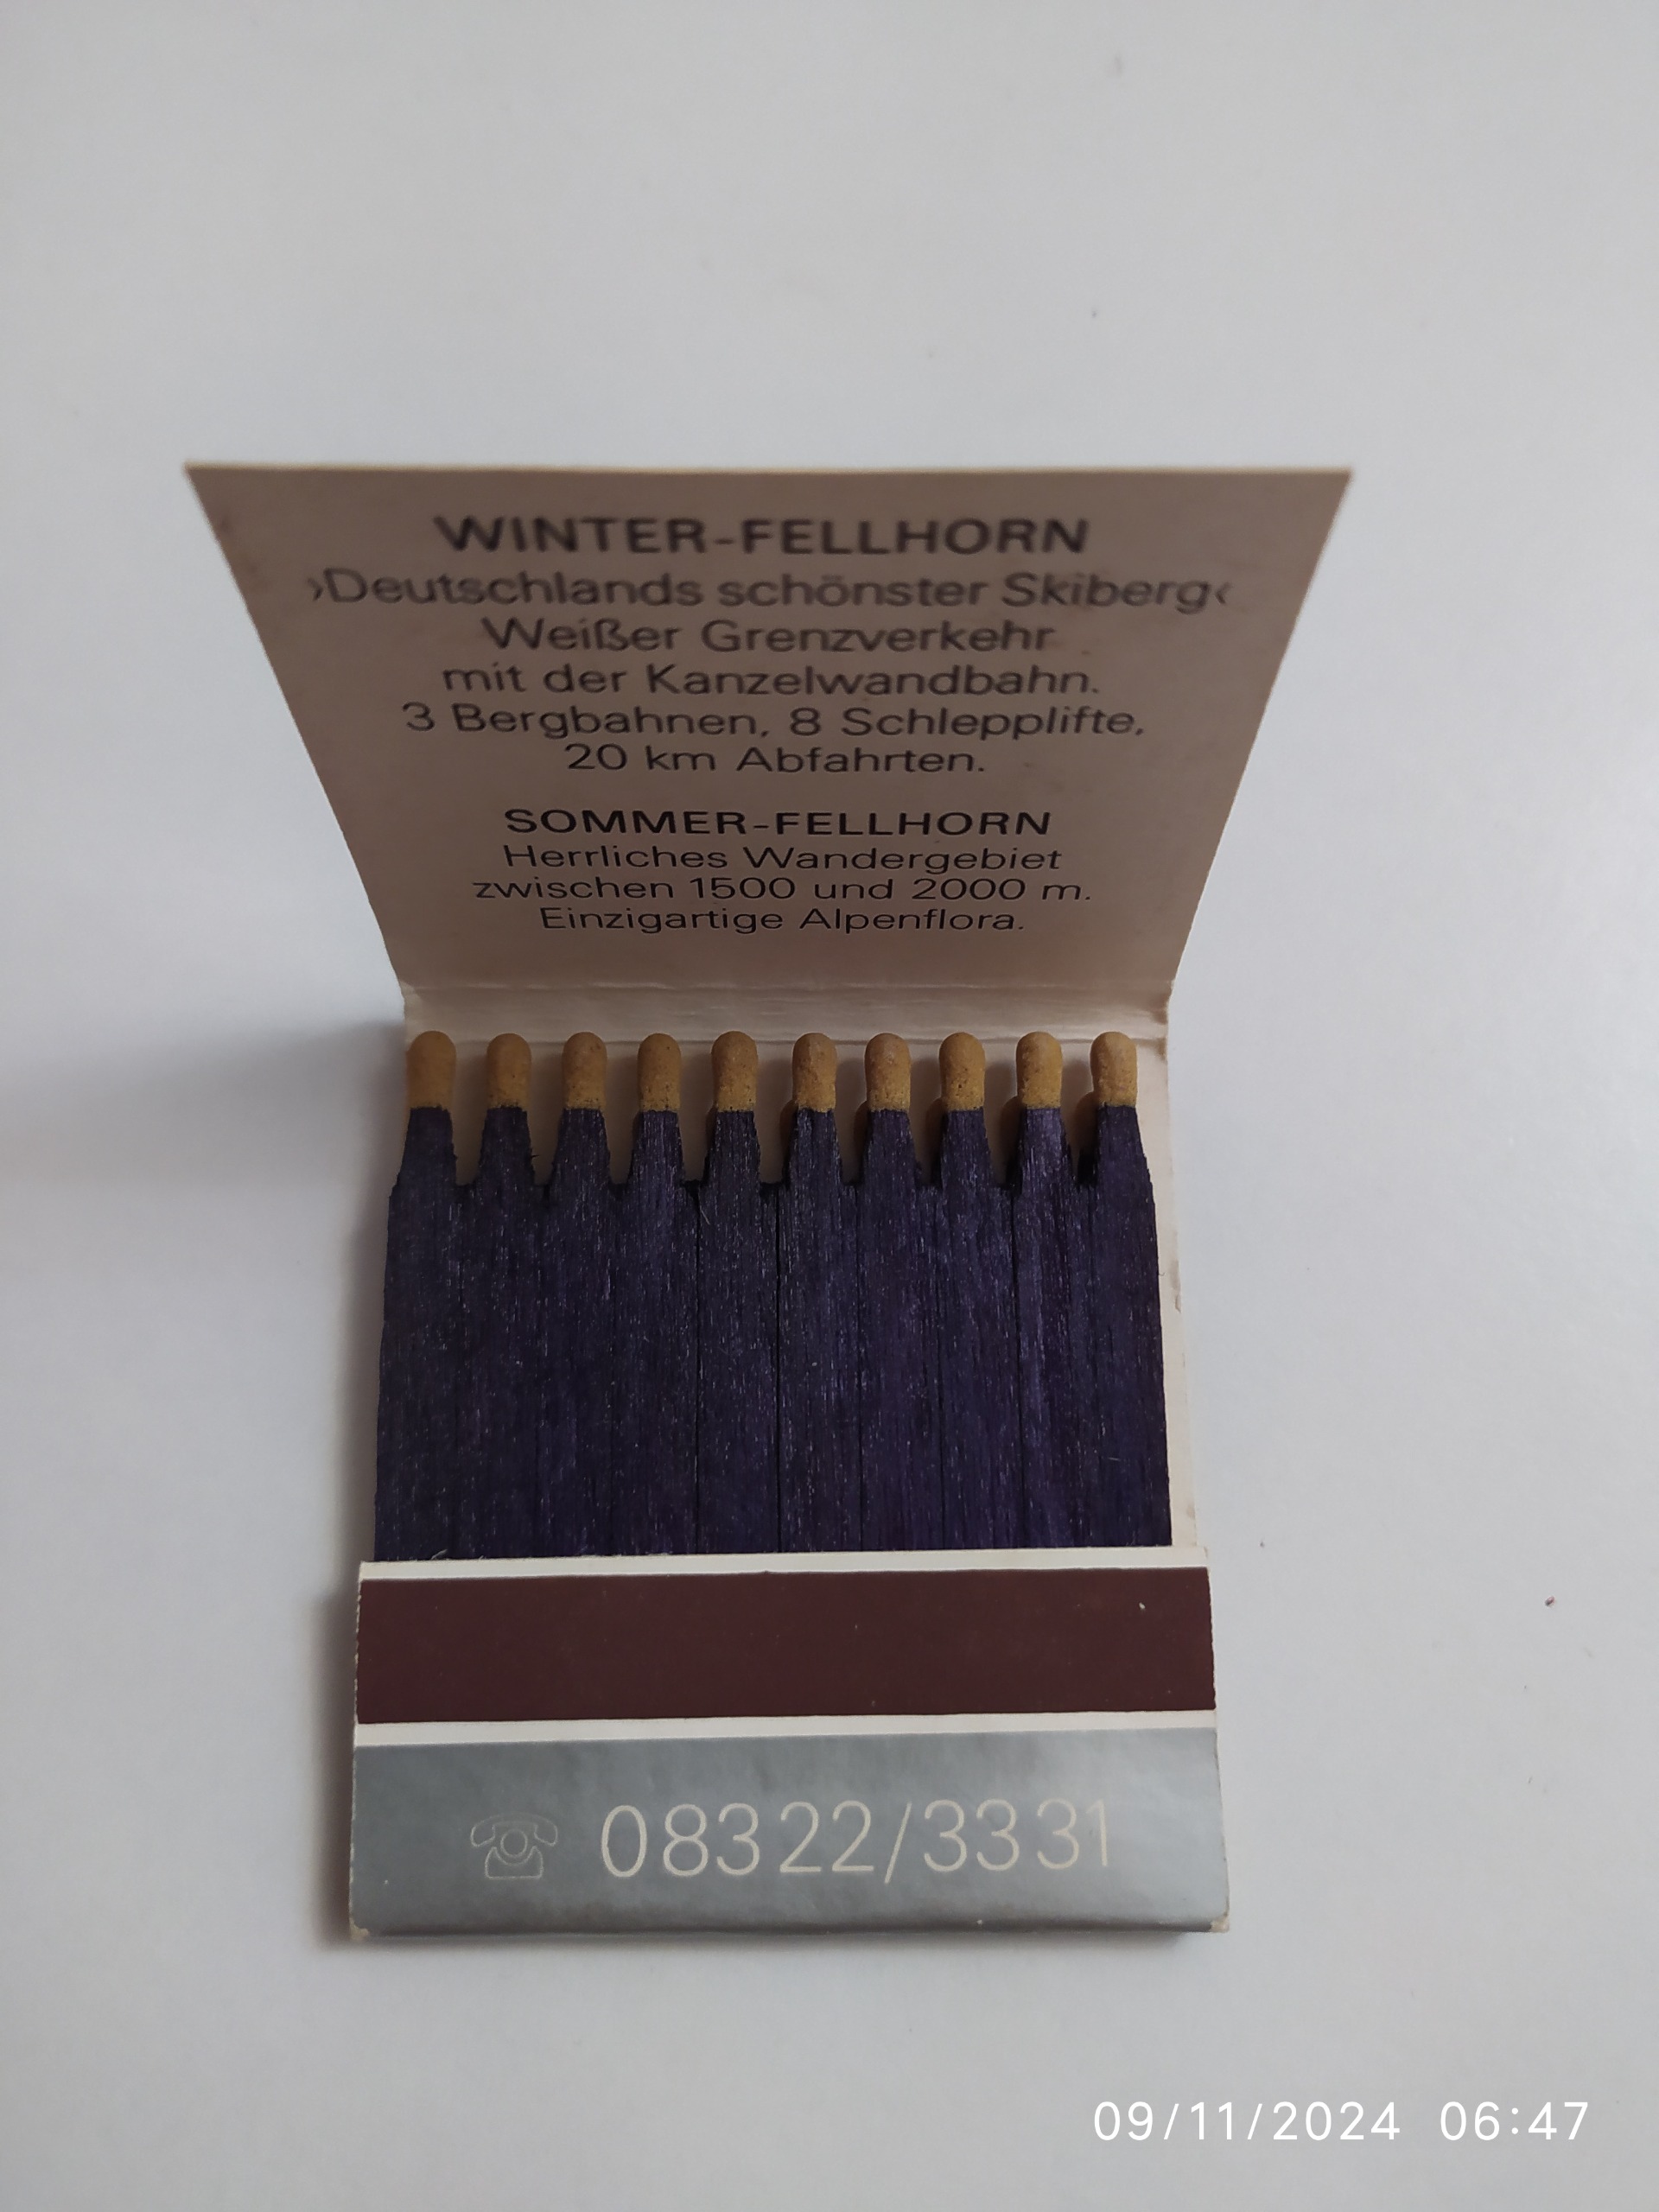 WINTER-FELLHORN
›Deutschlands schönster Skiberg‹
Weißer Grenzverkehr
mit der Kanzelwandbahn.
3 Bergbahnen, 8 Schlepplifte,
20 km Abfahrten.
SOMMER-FELLHORN
Herrliches Wandergebiet
zwischen 1500 und 2000 m.
Einzigartige Alpenflora.
☎ 08322/3331
09/11/2024 06:47